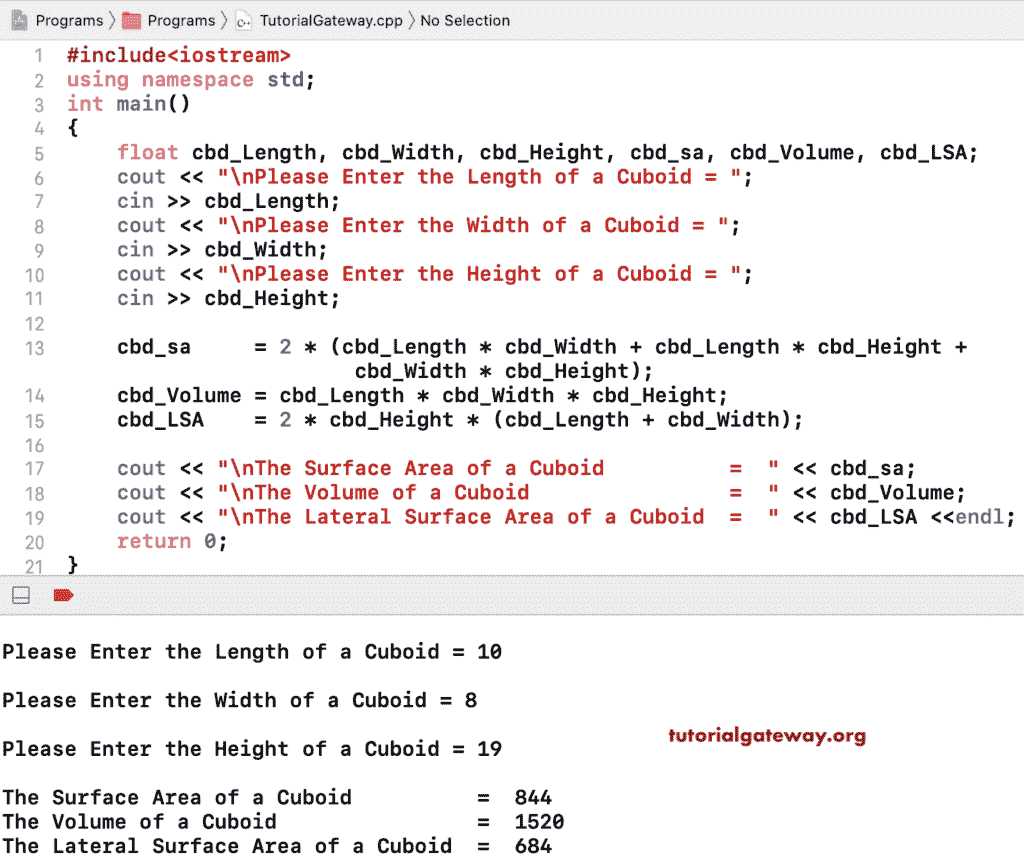 Programs 〉 Programs 〉 TutorialGateway.cpp 〉 No Selection
1 #include<iostream>
2 using namespace std;
3 int main()
4 {
5     float cbd_Length, cbd_Width, cbd_Height, cbd_sa, cbd_Volume, cbd_LSA;
6     cout << "\nPlease Enter the Length of a Cuboid = ";
7     cin >> cbd_Length;
8     cout << "\nPlease Enter the Width of a Cuboid = ";
9     cin >> cbd_Width;
10     cout << "\nPlease Enter the Height of a Cuboid = ";
11     cin >> cbd_Height;
12
13     cbd_sa     = 2 * (cbd_Length * cbd_Width + cbd_Length * cbd_Height +
                       cbd_Width * cbd_Height);
14     cbd_Volume = cbd_Length * cbd_Width * cbd_Height;
15     cbd_LSA    = 2 * cbd_Height * (cbd_Length + cbd_Width);
16
17     cout << "\nThe Surface Area of a Cuboid          =  " << cbd_sa;
18     cout << "\nThe Volume of a Cuboid                =  " << cbd_Volume;
19     cout << "\nThe Lateral Surface Area of a Cuboid  =  " << cbd_LSA <<endl;
20     return 0;
21 }
Please Enter the Length of a Cuboid = 10
Please Enter the Width of a Cuboid = 8
tutorialgateway.org
Please Enter the Height of a Cuboid = 19
The Surface Area of a Cuboid          =  844
The Volume of a Cuboid                =  1520
The Lateral Surface Area of a Cuboid  =  684